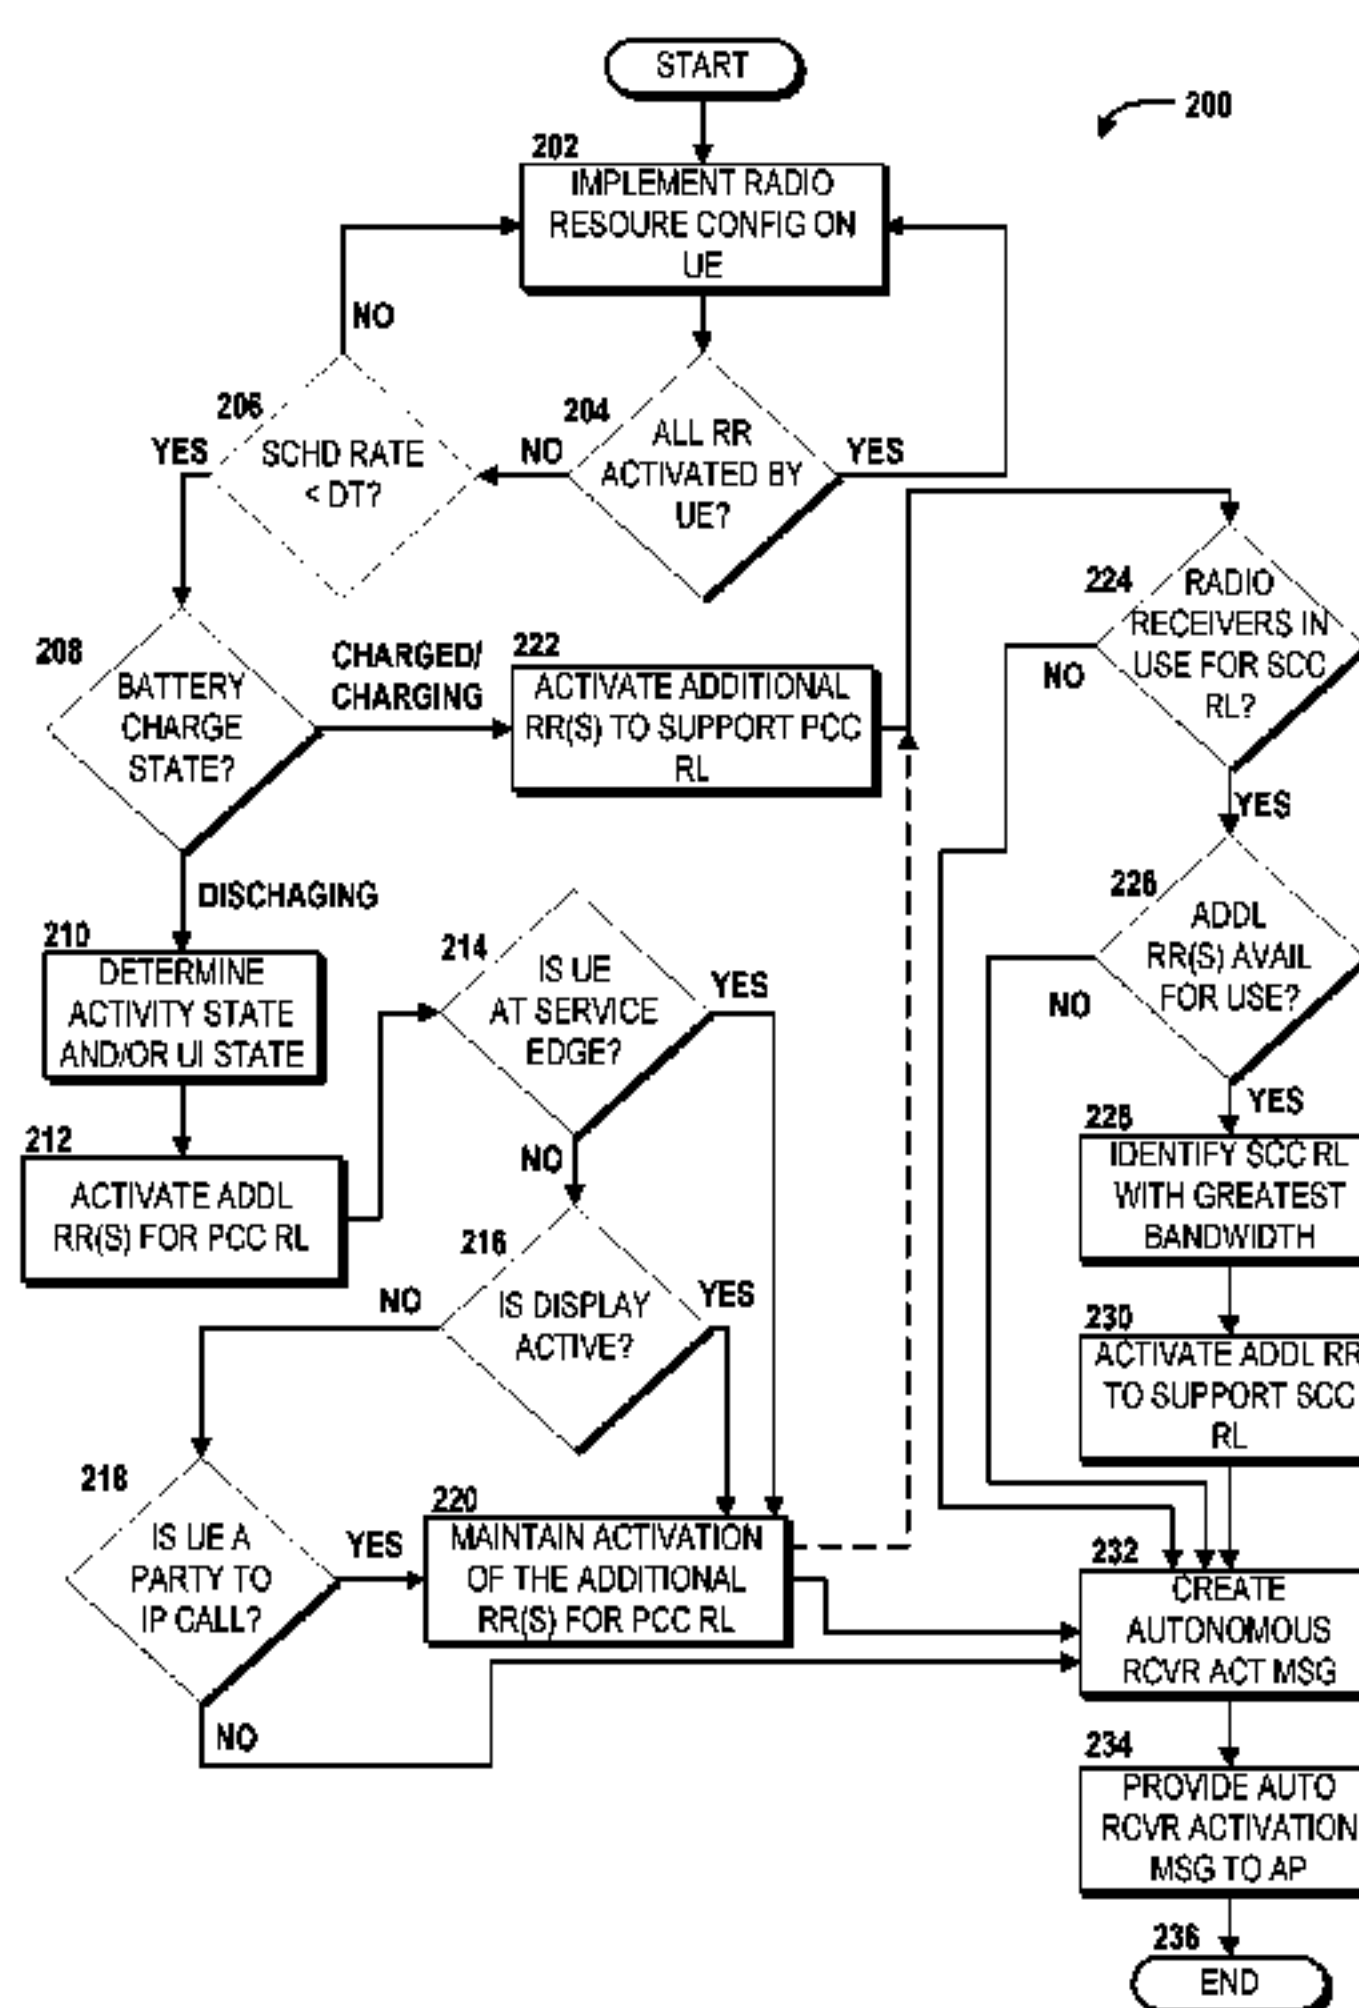 START
200
202
IMPLEMENT RADIO
RESOURE CONFIG ON
UE
NO
206
SCHD RATE
< DT?
YES
NO
204
ALL RR
ACTIVATED BY
UE?
YES
208
BATTERY
CHARGE
STATE?
CHARGED/
CHARGING
222
ACTIVATE ADDITIONAL
RR(S) TO SUPPORT PCC
RL
224
RADIO
RECEIVERS IN
USE FOR SCC
RL?
NO
YES
DISCHAGING
210
DETERMINE
ACTIVITY STATE
AND/OR UI STATE
214
IS UE
AT SERVICE
EDGE?
YES
NO
226
ADDL
RR(S) AVAIL
FOR USE?
NO
YES
212
ACTIVATE ADDL
RR(S) FOR PCC RL
216
IS DISPLAY
ACTIVE?
NO
YES
228
IDENTIFY SCC RL
WITH GREATEST
BANDWIDTH
230
ACTIVATE ADDL RR
TO SUPPORT SCC
RL
218
IS UE A
PARTY TO
IP CALL?
YES
NO
220
MAINTAIN ACTIVATION
OF THE ADDITIONAL
RR(S) FOR PCC RL
232
CREATE
AUTONOMOUS
RCVR ACT MSG
234
PROVIDE AUTO
RCVR ACTIVATION
MSG TO AP
236
END